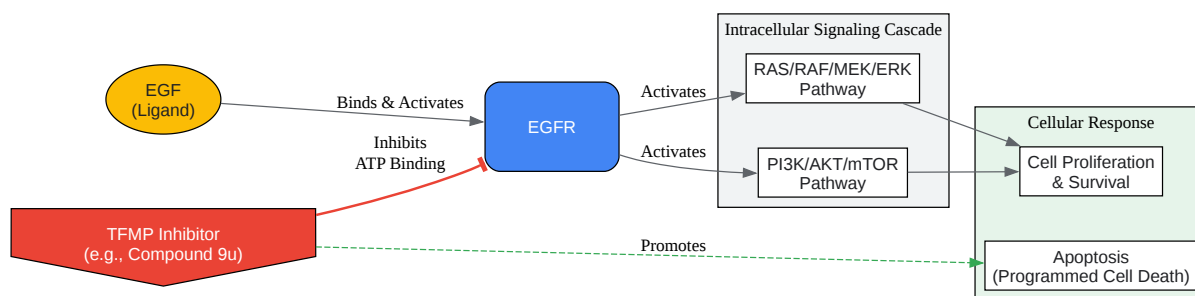 Intracellular Signaling Cascade
EGF
(Ligand)
Binds & Activates
EGFR
Inhibits
ATP Binding
Activates
RAS/RAF/MEK/ERK
Pathway
Activates
PI3K/AKT/mTOR
Pathway
Cellular Response
Cell Proliferation
& Survival
TFMP Inhibitor
(e.g., Compound 9u)
Promotes
Apoptosis
(Programmed Cell Death)